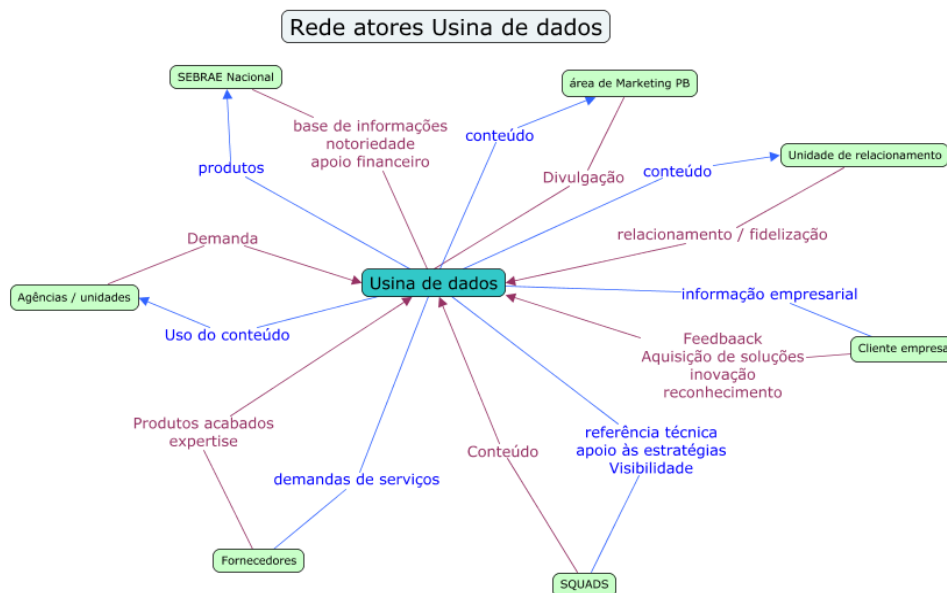 Rede atores Usina de dados
SEBRAE Nacional
área de Marketing PB
base de informações
notoriedade
apoio financeiro
conteúdo
Unidade de relacionamento
produtos
conteúdo
Divulgação
Demanda
relacionamento / fidelização
Usina de dados
Agências / unidades
informação empresarial
Uso do conteúdo
Feedbaack
Aquisição de soluções
inovação
reconhecimento
Cliente empresa
Produtos acabados
expertise
referência técnica
apoio às estratégias
Visibilidade
Conteúdo
demandas de serviços
Fornecedores
SQUADS